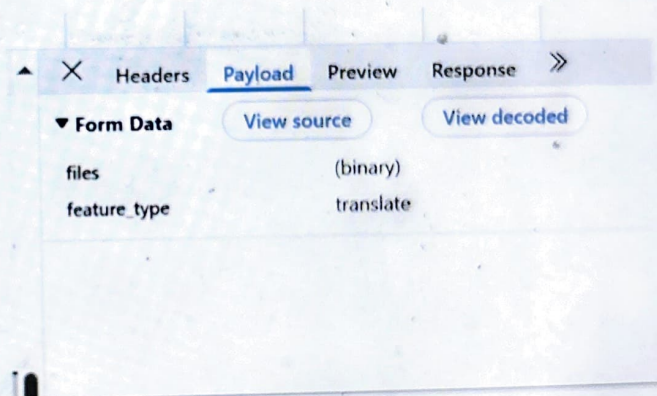 Headers Payload Preview Response
Form Data View source View decoded
files (binary)
feature_type translate